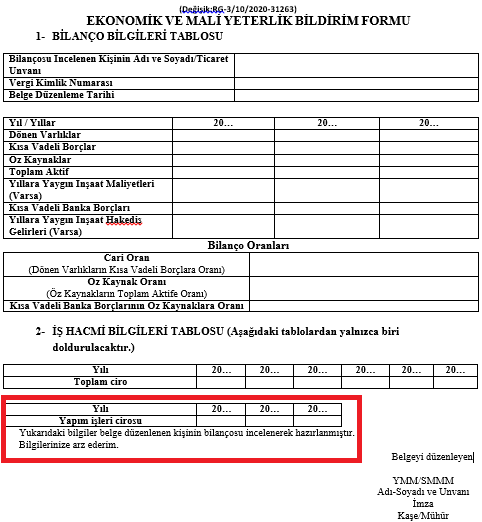 (Değişik:RG-3/10/2020-31263)
EKONOMİK VE MALİ YETERLİK BİLDİRİM FORMU
1- BİLANÇO BİLGİLERİ TABLOSU
Bilançosu İncelenen Kişinin Adı ve Soyadı/Ticaret
Unvanı
Vergi Kimlik Numarası
Belge Düzenleme Tarihi
Yıl / Yıllar 20… 20… 20…
Dönen Varlıklar
Kısa Vadeli Borçlar
Öz Kaynaklar
Toplam Aktif
Yıllara Yaygın İnşaat Maliyetleri
(Varsa)
Kısa Vadeli Banka Borçları
Yıllara Yaygın İnşaat Hakediş
Gelirleri (Varsa)
Bilanço Oranları
Cari Oran
(Dönen Varlıkların Kısa Vadeli Borçlara Oranı)
Öz Kaynak Oranı
(Öz Kaynakların Toplam Aktife Oranı)
Kısa Vadeli Banka Borçlarının Öz Kaynaklara Oranı
2- İŞ HACMİ BİLGİLERİ TABLOSU (Aşağıdaki tablolardan yalnızca biri
doldurulacaktır.)
Yılı 20… 20… 20… 20… 20… 20…
Toplam ciro
Yılı 20… 20… 20…
Yapım işleri cirosu
Yukarıdaki bilgiler belge düzenlenen kişinin bilançosu incelenerek hazırlanmıştır.
Bilgilerinize arz ederim.
Belgeyi düzenleyen
YMM/SMMM
Adı-Soyadı ve Unvanı
İmza
Kaşe/Mühür